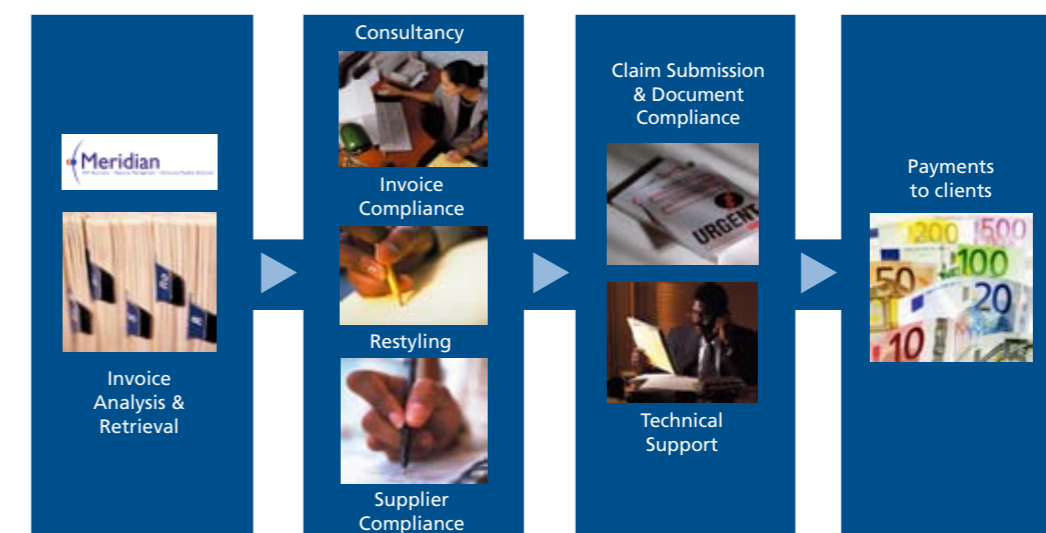 Meridian
Invoice
Analysis &
Retrieval
Consultancy
Invoice
Compliance
Restyling
Supplier
Compliance
Claim Submission
& Document
Compliance
URGENT
Technical
Support
Payments
to clients
200
500
50
100
20
10